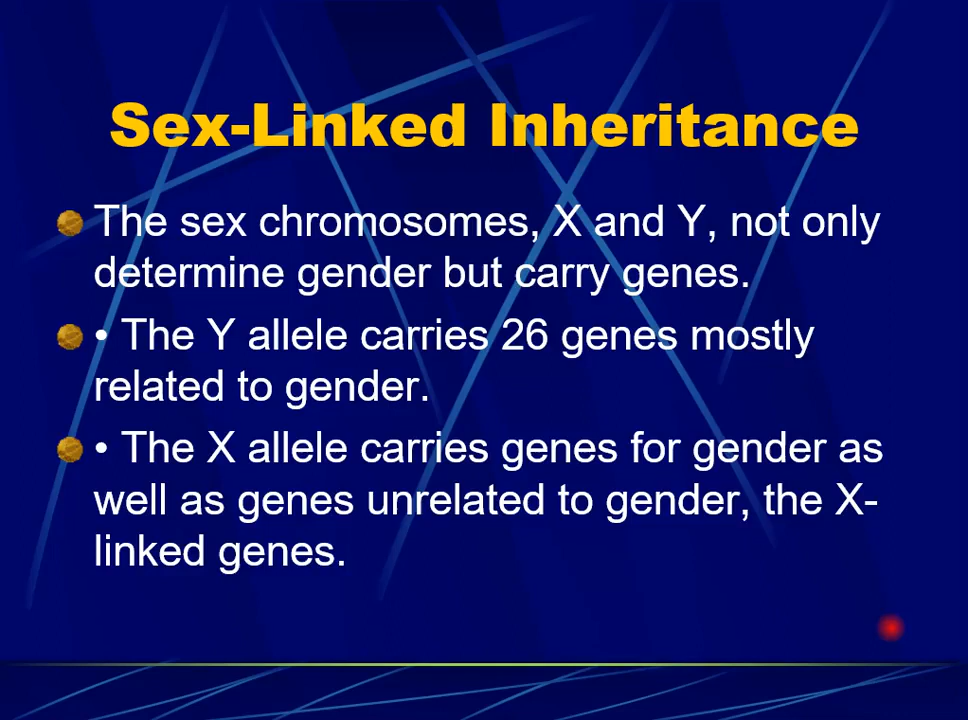 Sex-Linked Inheritance
The sex chromosomes, X and Y, not only
determine gender but carry genes.
• The Y allele carries 26 genes mostly
related to gender.
• The X allele carries genes for gender as
well as genes unrelated to gender, the X-
linked genes.